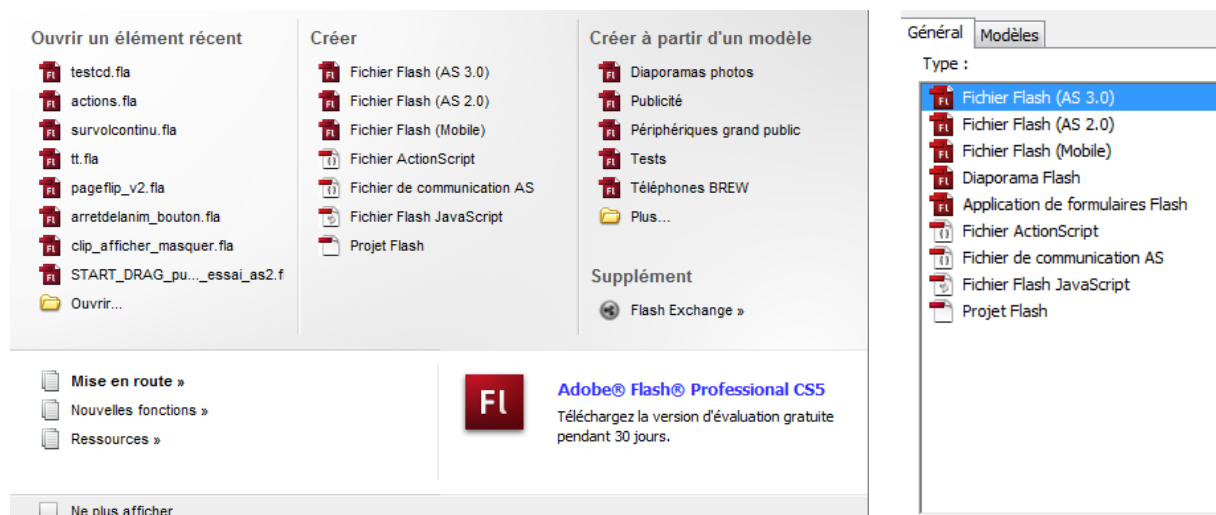 Ouvrir un élément récent
testcd.fla
actions.fla
survolcontinu.fla
tt.fla
pageflip_v2.fla
arretdelanim_bouton.fla
clip_afficher_masquer.fla
START_DRAG_pu..._essai_as2.f
Ouvrir...
Créer
Fichier Flash (AS 3.0)
Fichier Flash (AS 2.0)
Fichier Flash (Mobile)
Fichier ActionScript
Fichier de communication AS
Fichier Flash JavaScript
Projet Flash
Créer à partir d'un modèle
Diaporamas photos
Publicité
Périphériques grand public
Tests
Téléphones BREW
Plus...
Supplément
Flash Exchange »
Mise en route »
Nouvelles fonctions »
Ressources »
Fl
Adobe® Flash® Professional CS5
Téléchargez la version d'évaluation gratuite
pendant 30 jours.
Ne plus afficher
Général Modèles
Type :
Fichier Flash (AS 3.0)
Fichier Flash (AS 2.0)
Fichier Flash (Mobile)
Diaporama Flash
Application de formulaires Flash
Fichier ActionScript
Fichier de communication AS
Fichier Flash JavaScript
Projet Flash